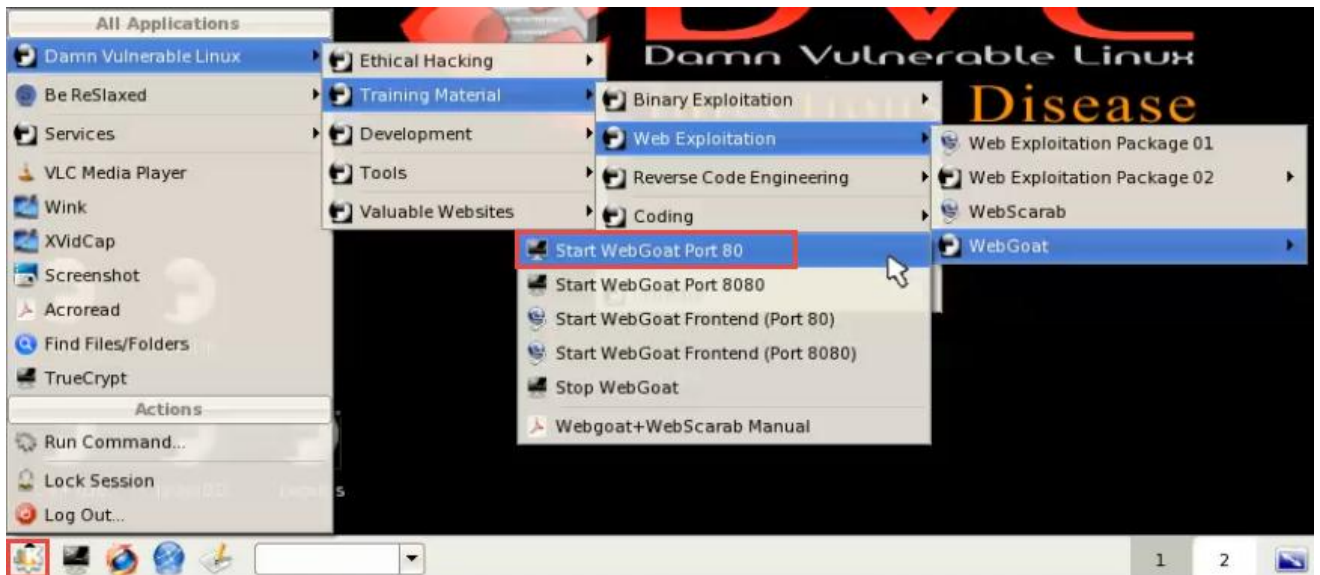 All Applications
Damn Vulnerable Linux
Be ReSlaxed
Services
VLC Media Player
Wink
XVidCap
Screenshot
Acroread
Find Files/Folders
TrueCrypt
Actions
Run Command...
Lock Session
Log Out...
Ethical Hacking
Training Material
Development
Tools
Valuable Websites
Binary Exploitation
Web Exploitation
Reverse Code Engineering
Coding
Web Exploitation Package 01
Web Exploitation Package 02
WebScarab
WebGoat
Start WebGoat Port 80
Start WebGoat Port 8080
Start WebGoat Frontend (Port 80)
Start WebGoat Frontend (Port 8080)
Stop WebGoat
Webgoat+WebScarab Manual
Damn Vulnerable Linux
Disease
1 2